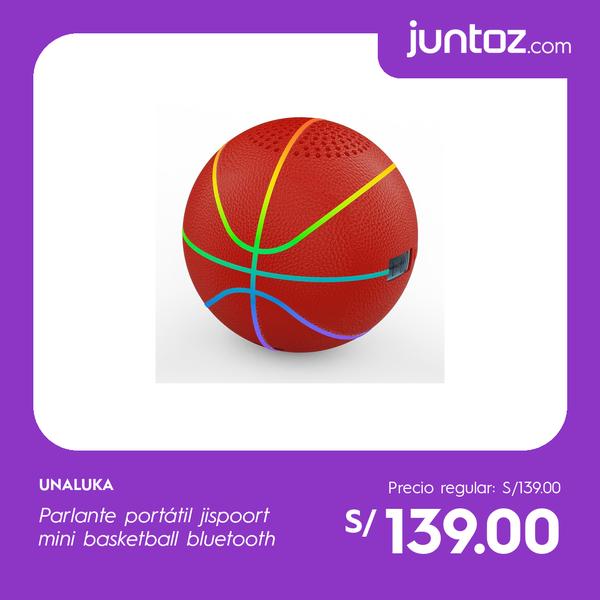 juntoz.com
UNALUKA
Parlante portátil jispoort
mini basketball bluetooth
Precio regular: S/139.00
S/139.00